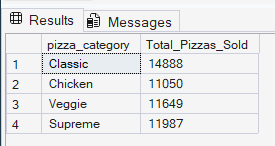 Results Messages
pizza_category Total_Pizzas_Sold
1 Classic 14888
2 Chicken 11050
3 Veggie 11649
4 Supreme 11987